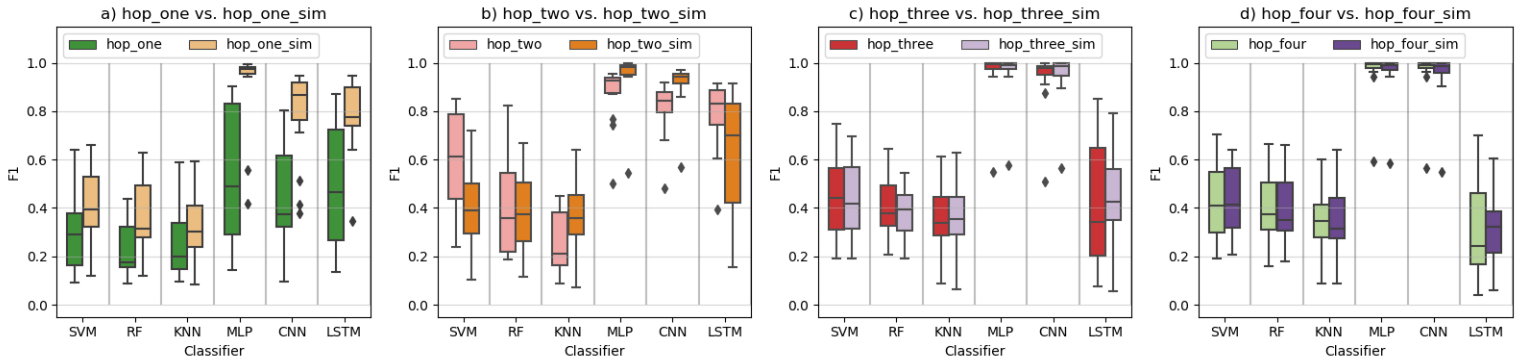 a) hop_one vs. hop_one_sim
hop_one hop_one_sim
1.0
0.8
0.6
0.4
0.2
0.0
F1
SVM RF KNN MLP CNN LSTM
Classifier
b) hop_two vs. hop_two_sim
hop_two hop_two_sim
1.0
0.8
0.6
0.4
0.2
0.0
F1
SVM RF KNN MLP CNN LSTM
Classifier
c) hop_three vs. hop_three_sim
hop_three hop_three_sim
1.0
0.8
0.6
0.4
0.2
0.0
F1
SVM RF KNN MLP CNN LSTM
Classifier
d) hop_four vs. hop_four_sim
hop_four hop_four_sim
1.0
0.8
0.6
0.4
0.2
0.0
F1
SVM RF KNN MLP CNN LSTM
Classifier